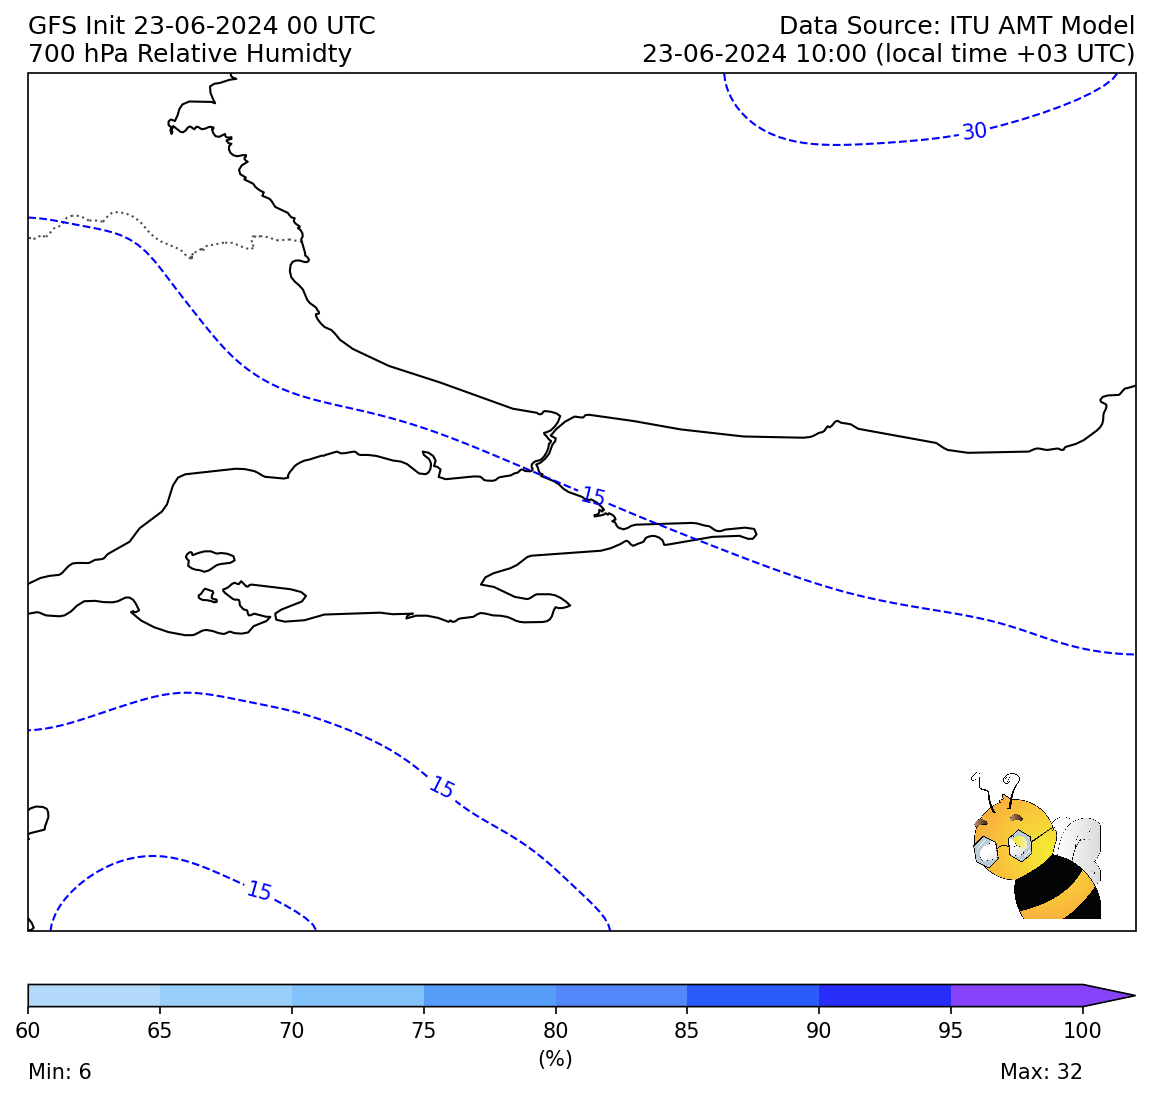 GFS Init 23-06-2024 00 UTC
Data Source: ITU AMT Model
700 hPa Relative Humidty
23-06-2024 10:00 (local time +03 UTC)
30
15
15
15
60 65 70 75 80 85 90 95 100
(%)
Min: 6
Max: 32